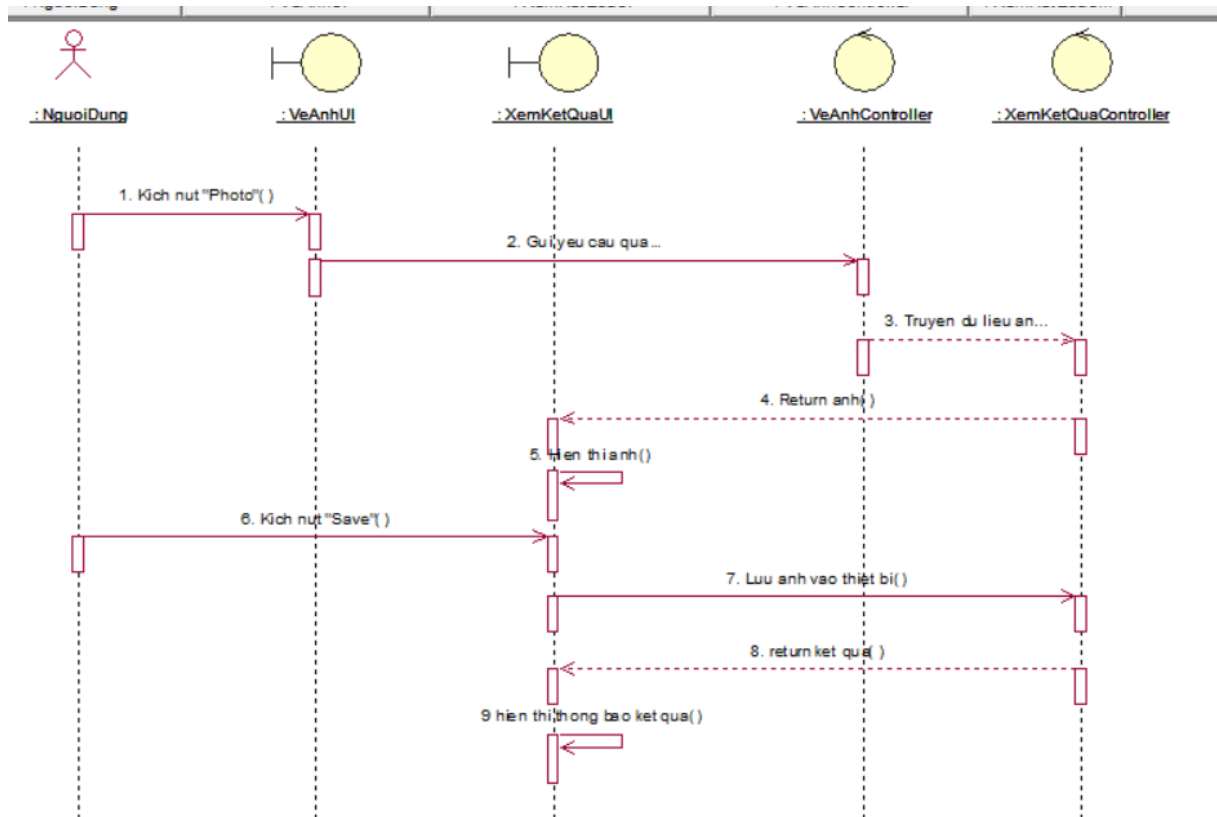 : NguoiDung
: VeAnhUI
: XemKetQuaUI
: VeAnhController
: XemKetQuaController
1. Kich nut "Photo"( )
2. Gui yeu cau qua...
3. Truyen du lieu an...
4. Return anh( )
5. Hien thi anh( )
6. Kich nut "Save"( )
7. Luu anh vao thiet bi( )
8. return ket qua( )
9 hien thi thong bao ket qua( )